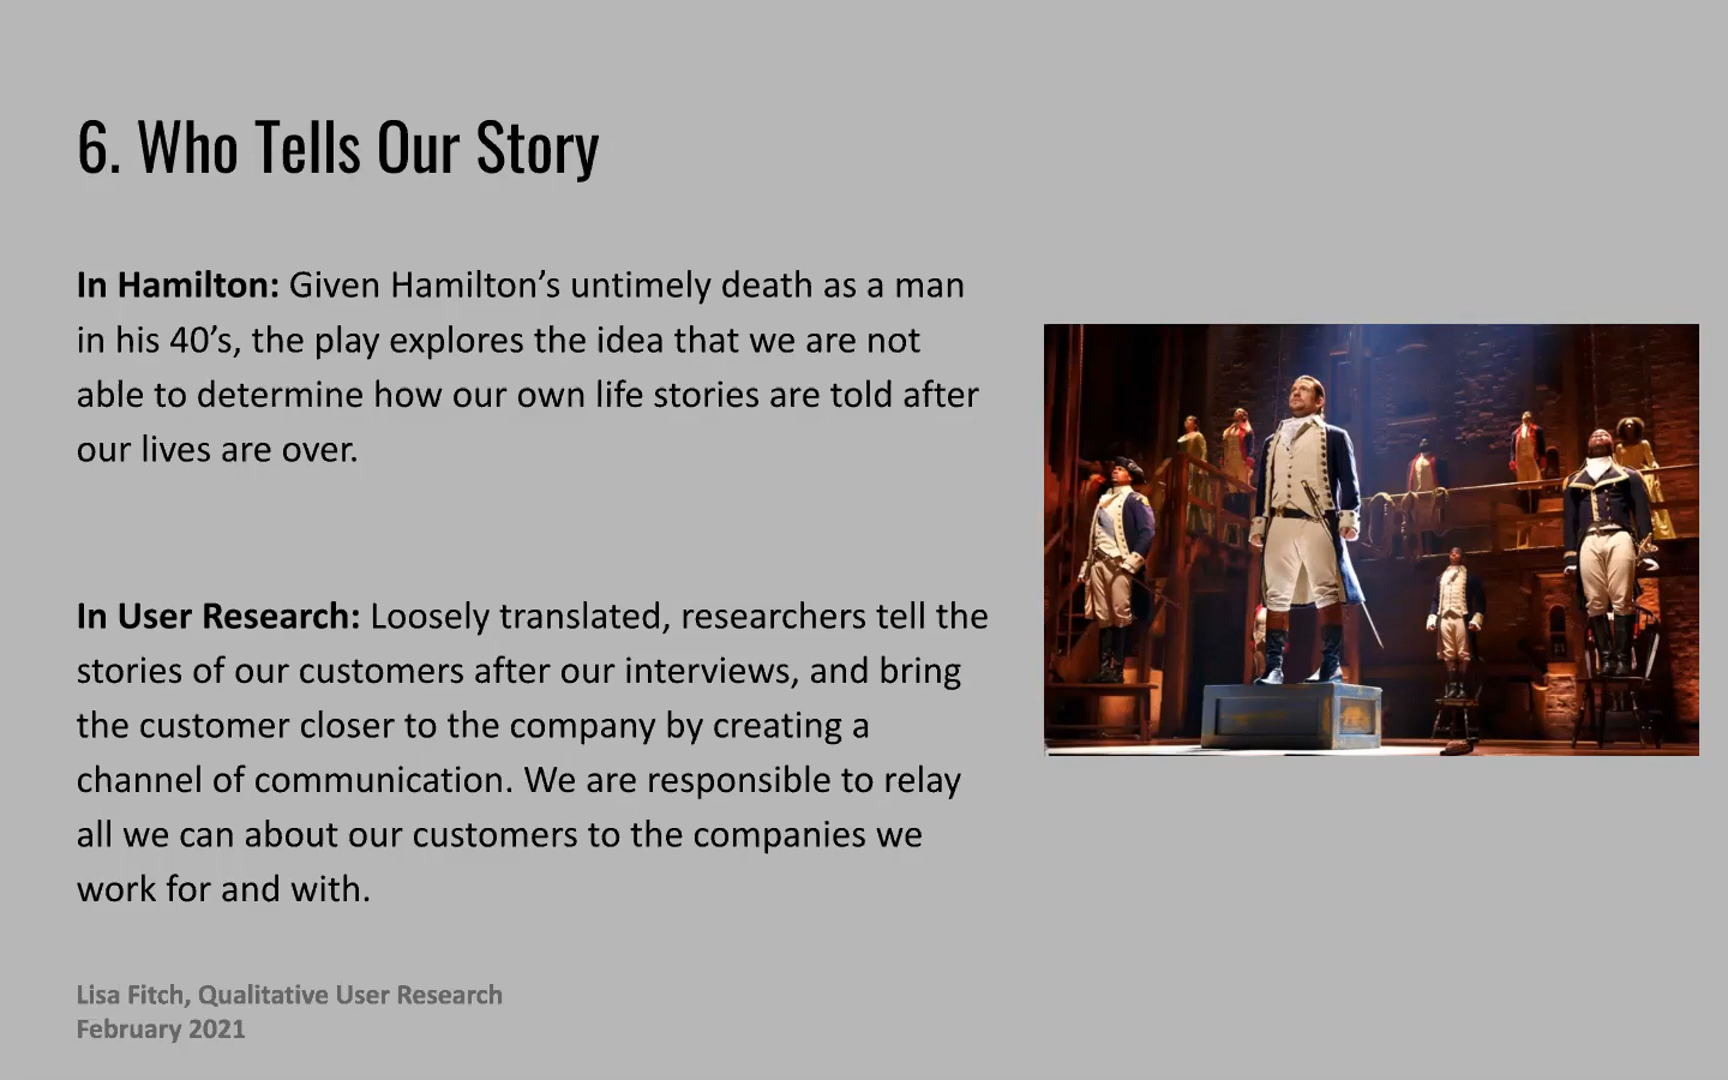 6. Who Tells Our Story
In Hamilton: Given Hamilton’s untimely death as a man
in his 40’s, the play explores the idea that we are not
able to determine how our own life stories are told after
our lives are over.
In User Research: Loosely translated, researchers tell the
stories of our customers after our interviews, and bring
the customer closer to the company by creating a
channel of communication. We are responsible to relay
all we can about our customers to the companies we
work for and with.
Lisa Fitch, Qualitative User Research
February 2021